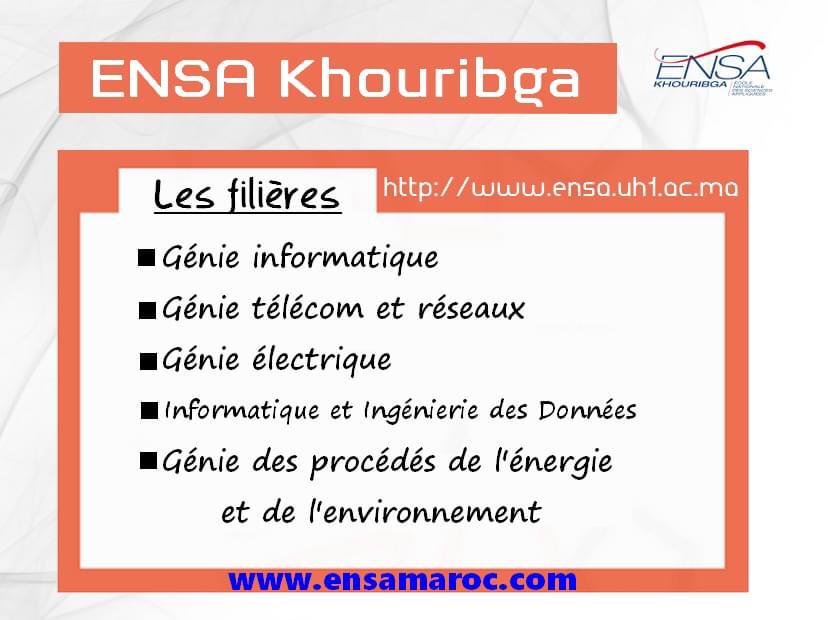 ENSA Khouribga
ENSA
KHOURIBGA
ECOLE
NATIONALE
DES SCIENCES
APPLIQUEES
Les filières
http://www.ensa.uh1.ac.ma
Génie informatique
Génie télécom et réseaux
Génie électrique
Informatique et Ingénierie des Données
Génie des procédés de l'énergie
et de l'environnement
www.ensamaroc.com